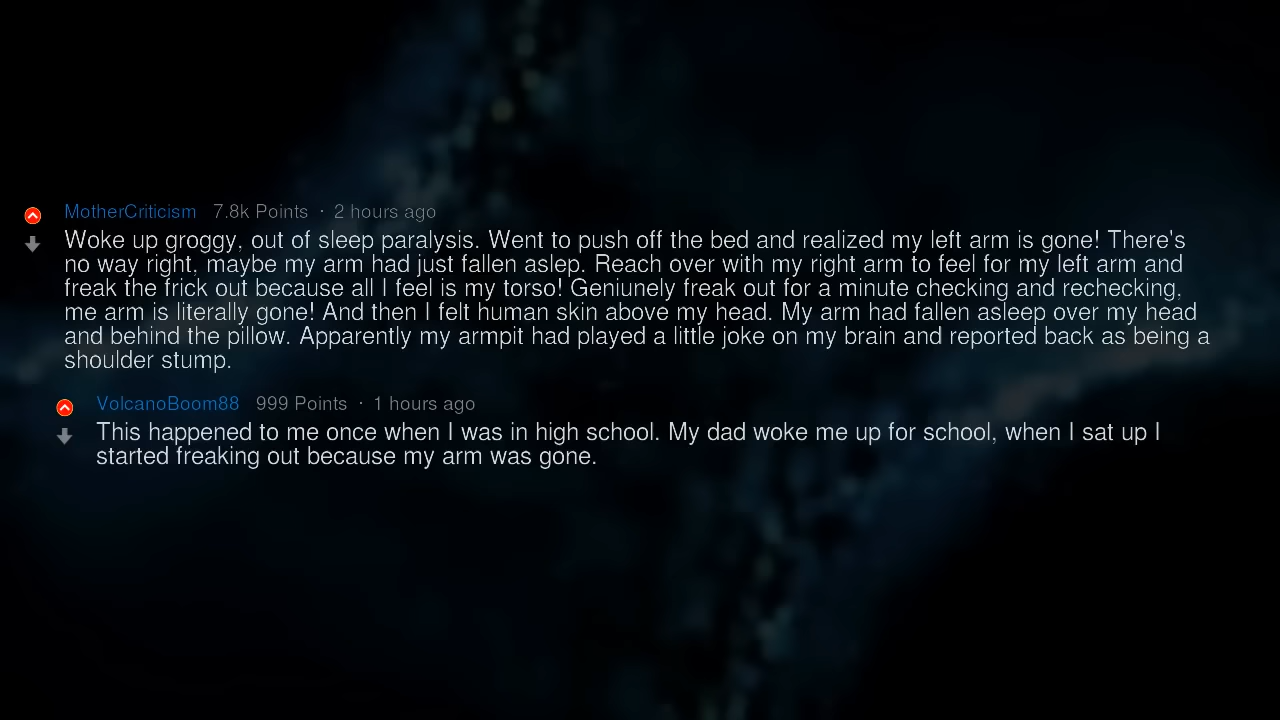 MotherCriticism 7.8k Points · 2 hours ago
Woke up groggy, out of sleep paralysis. Went to push off the bed and realized my left arm is gone! There's
no way right, maybe my arm had just fallen aslep. Reach over with my right arm to feel for my left arm and
freak the frick out because all I feel is my torso! Geniunely freak out for a minute checking and rechecking,
me arm is literally gone! And then I felt human skin above my head. My arm had fallen asleep over my head
and behind the pillow. Apparently my armpit had played a little joke on my brain and reported back as being a
shoulder stump.
VolcanoBoom88 999 Points · 1 hours ago
This happened to me once when I was in high school. My dad woke me up for school, when I sat up I
started freaking out because my arm was gone.